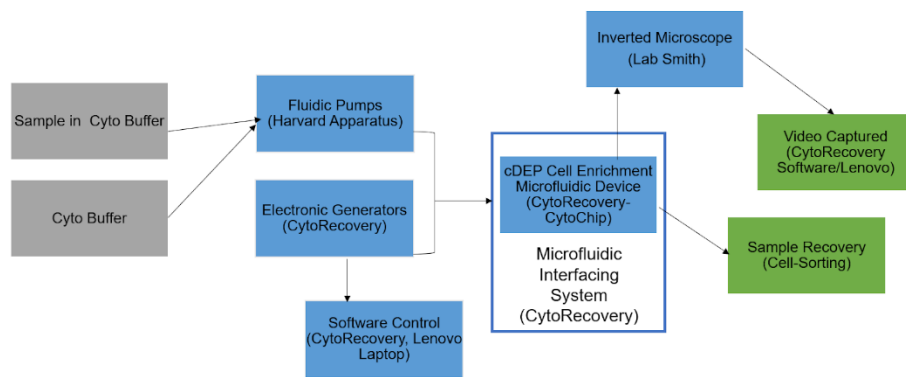 Inverted Microscope
(Lab Smith)
Sample in  Cyto Buffer
Fluidic Pumps
(Harvard Apparatus)
Video Captured
(CytoRecovery
Software/Lenovo)
cDEP Cell Enrichment
Microfluidic Device
(CytoRecovery-
CytoChip)
Cyto Buffer
Electronic Generators
(CytoRecovery)
Microfluidic
Interfacing
System
(CytoRecovery)
Sample Recovery
(Cell-Sorting)
Software Control
(CytoRecovery, Lenovo
Laptop)